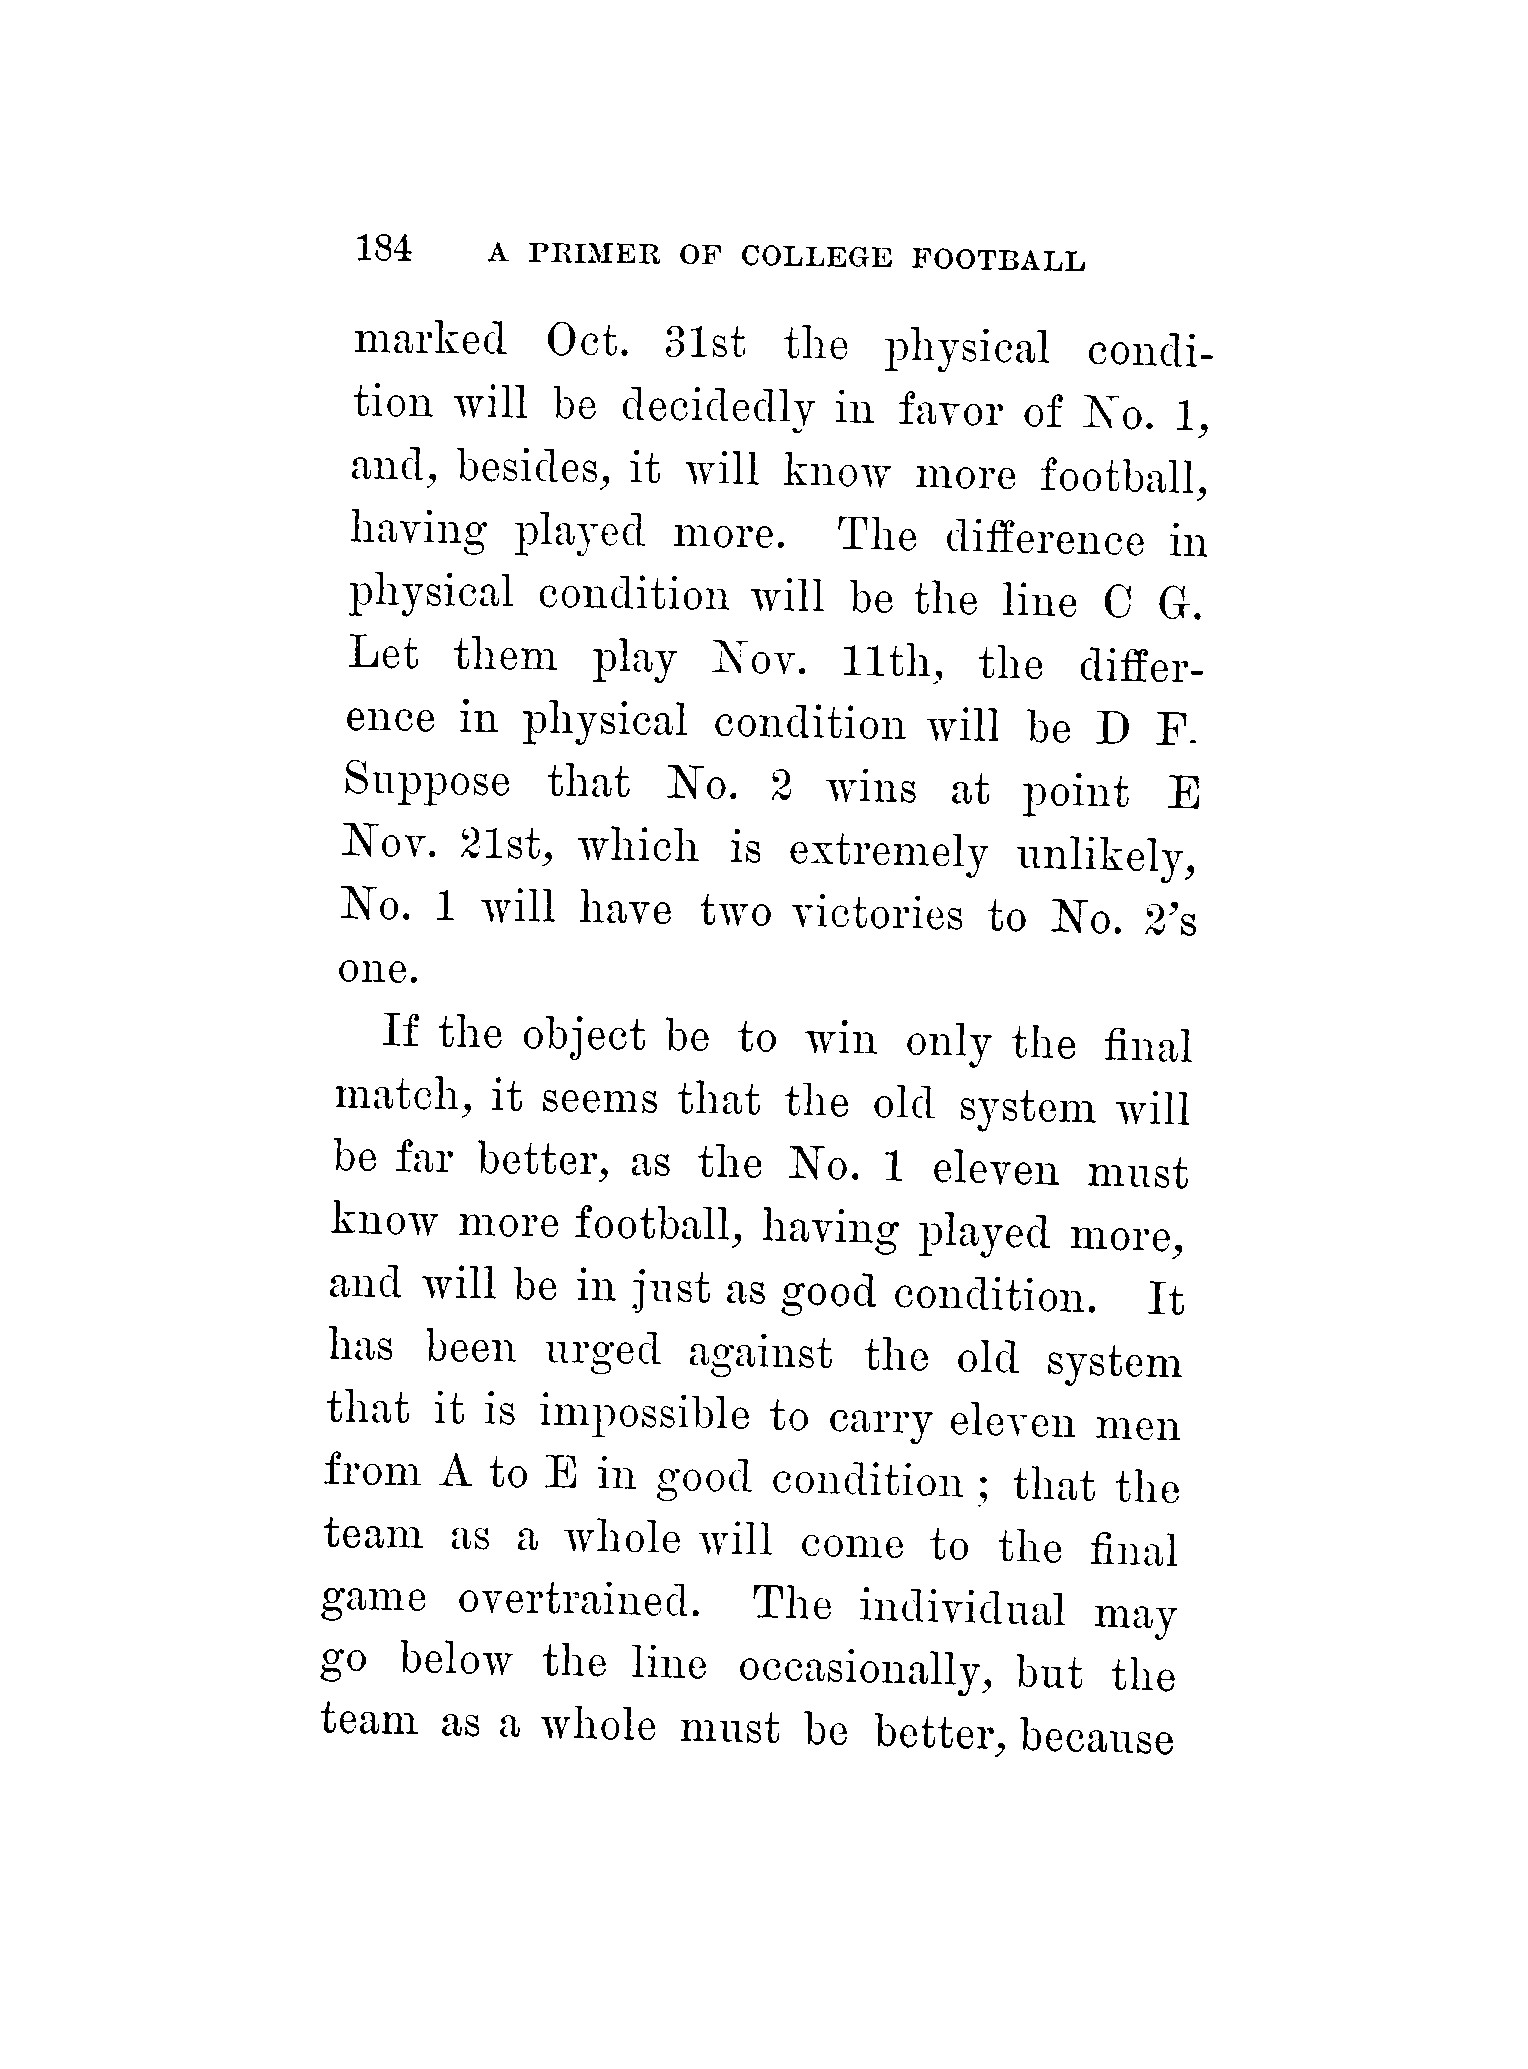 184 A PRIMER OF COLLEGE FOOTBALL
marked Oct. 31st the physical condi-
tion will be decidedly in favor of No. 1,
and, besides, it will know more football,
having played more. The difference in
physical condition will be the line C G.
Let them play Nov. 11th, the differ-
ence in physical condition will be D F.
Suppose that No. 2 wins at point E
Nov. 21st, which is extremely unlikely,
No. 1 will have two victories to No. 2's
one.
If the object be to win only the final
match, it seems that the old system will
be far better, as the No. 1 eleven must
know more football, having played more,
and will be in just as good condition. It
has been urged against the old system
that it is impossible to carry eleven men
from A to E in good condition ; that the
team as a whole will come to the final
game overtrained. The individual may
go below the line occasionally, but the
team as a whole must be better, because